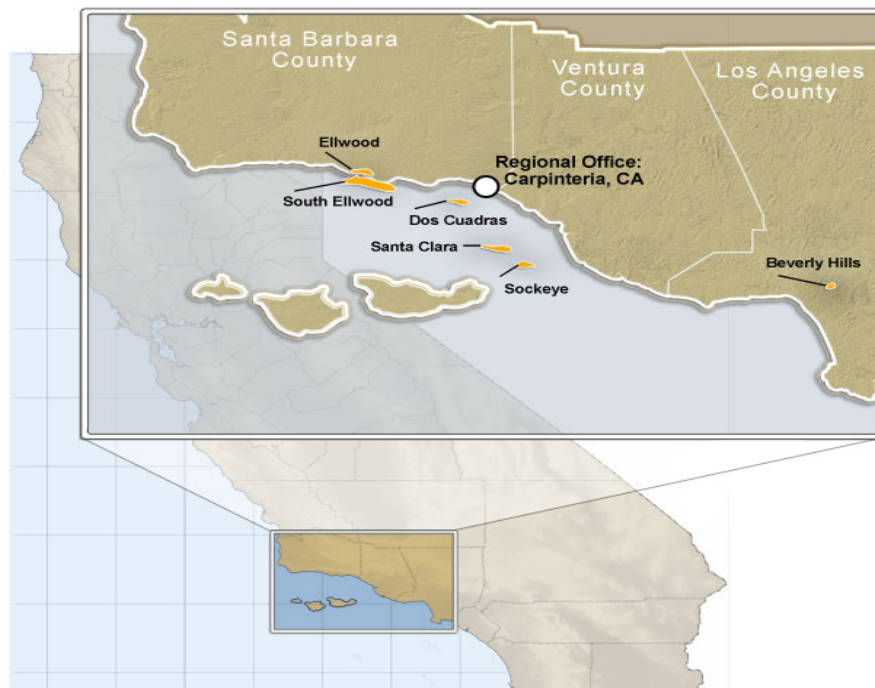 Santa Barbara
County
Ventura
County
Los Angeles
County
Ellwood
Regional Office:
Carpinteria, CA
South Ellwood
Dos Cuadras
Santa Clara
Beverly Hills
Sockeye